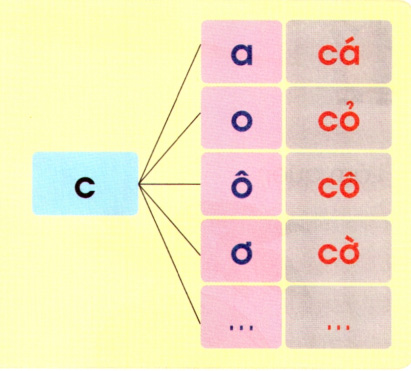 a cá
o cỏ
c ô cô
ơ cờ
... ...